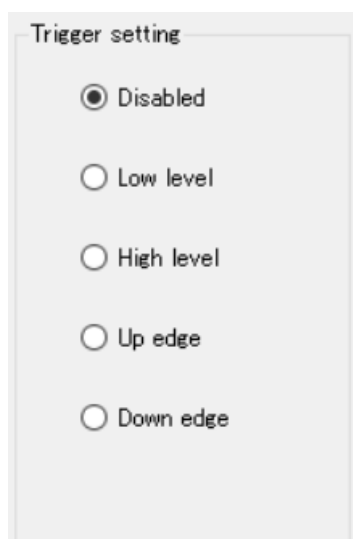 Trigger setting
Disabled
Low level
High level
Up edge
Down edge